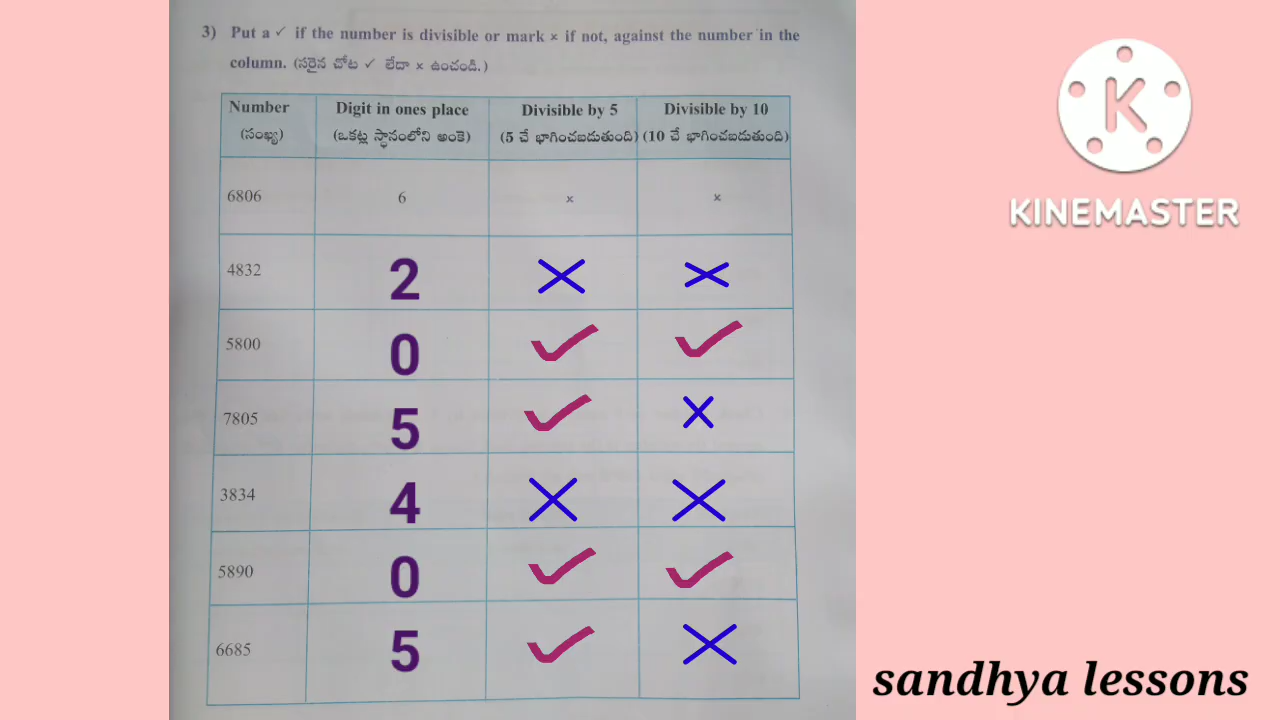 3) Put a ✓ if the number is divisible or mark × if not, against the number in the
column. (సరైన చోట ✓ లేదా × ఉంచండి.)
Number Digit in ones place Divisible by 5 Divisible by 10
(సంఖ్య) (ఒకట్ల స్థానంలోని అంకె) (5 చే భాగించబడుతుంది) (10 చే భాగించబడుతుంది)
6806 6 × ×
4832 2 × ×
5800 0 ✓ ✓
7805 5 ✓ ×
3834 4 × ×
5890 0 ✓ ✓
6685 5 ✓ ×
K
KINEMASTER
sandhya lessons